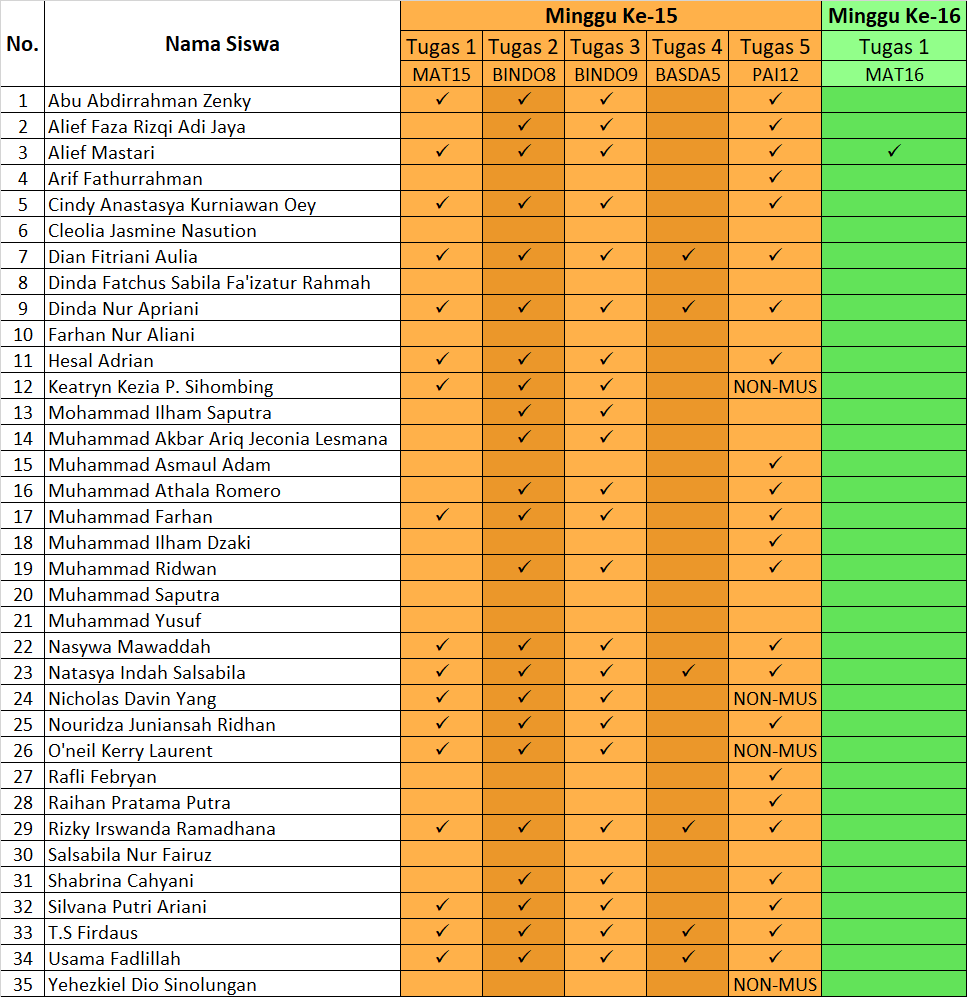 No. Nama Siswa Minggu Ke-15 Minggu Ke-16
Tugas 1 Tugas 2 Tugas 3 Tugas 4 Tugas 5 Tugas 1
MAT15 BINDO8 BINDO9 BASDA5 PAI12 MAT16
1 Abu Abdirrahman Zenky ✓ ✓ ✓ ✓
2 Alief Faza Rizqi Adi Jaya ✓ ✓ ✓
3 Alief Mastari ✓ ✓ ✓ ✓ ✓
4 Arif Fathurrahman ✓
5 Cindy Anastasya Kurniawan Oey ✓ ✓ ✓ ✓
6 Cleolia Jasmine Nasution
7 Dian Fitriani Aulia ✓ ✓ ✓ ✓ ✓
8 Dinda Fatchus Sabila Fa'izatur Rahmah
9 Dinda Nur Apriani ✓ ✓ ✓ ✓ ✓
10 Farhan Nur Aliani
11 Hesal Adrian ✓ ✓ ✓ ✓
12 Keatryn Kezia P. Sihombing ✓ ✓ ✓ NON-MUS
13 Mohammad Ilham Saputra ✓ ✓
14 Muhammad Akbar Ariq Jeconia Lesmana ✓ ✓
15 Muhammad Asmaul Adam ✓
16 Muhammad Athala Romero ✓ ✓ ✓
17 Muhammad Farhan ✓ ✓ ✓ ✓
18 Muhammad Ilham Dzaki ✓
19 Muhammad Ridwan ✓ ✓ ✓
20 Muhammad Saputra
21 Muhammad Yusuf
22 Nasywa Mawaddah ✓ ✓ ✓ ✓
23 Natasya Indah Salsabila ✓ ✓ ✓ ✓ ✓
24 Nicholas Davin Yang ✓ ✓ ✓ NON-MUS
25 Nouridza Juniansah Ridhan ✓ ✓ ✓ ✓
26 O'neil Kerry Laurent ✓ ✓ ✓ NON-MUS
27 Rafli Febryan ✓
28 Raihan Pratama Putra ✓
29 Rizky Irswanda Ramadhana ✓ ✓ ✓ ✓ ✓
30 Salsabila Nur Fairuz
31 Shabrina Cahyani ✓ ✓ ✓
32 Silvana Putri Ariani ✓ ✓ ✓ ✓
33 T.S Firdaus ✓ ✓ ✓ ✓ ✓
34 Usama Fadlillah ✓ ✓ ✓ ✓ ✓
35 Yehezkiel Dio Sinolungan NON-MUS